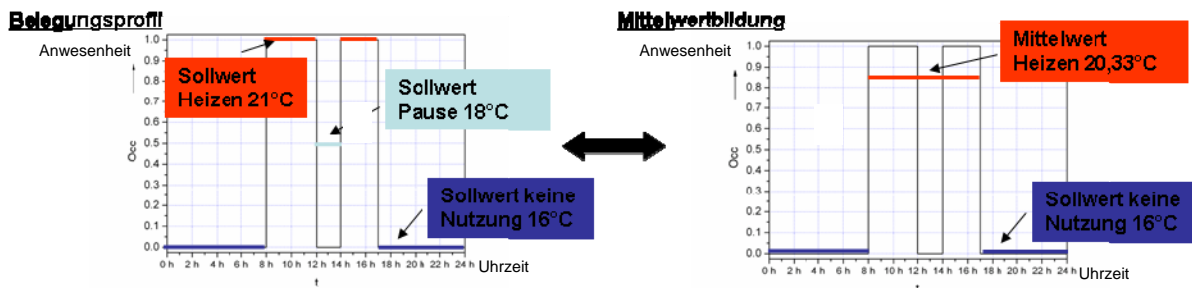 Belegungsprofil
Anwesenheit
1.0
0.9
0.8
0.7
0.6
0.5
0.4
0.3
0.2
0.1
0.0
Occ
Sollwert
Heizen 21°C
Sollwert
Pause 18°C
Sollwert keine
Nutzung 16°C
0 h 2 h 4 h 6 h 8 h 10 h 12 h 14 h 16 h 18 h 20 h 22 h 24 h
Uhrzeit
t
Mittelwertbildung
Anwesenheit
1.0
0.9
0.8
0.7
0.6
0.5
0.4
0.3
0.2
0.1
0.0
Occ
Mittelwert
Heizen 20,33°C
Sollwert keine
Nutzung 16°C
0 h 2 h 4 h 6 h 8 h 10 h 12 h 14 h 16 h 18 h 20 h 22 h 24 h
Uhrzeit
t